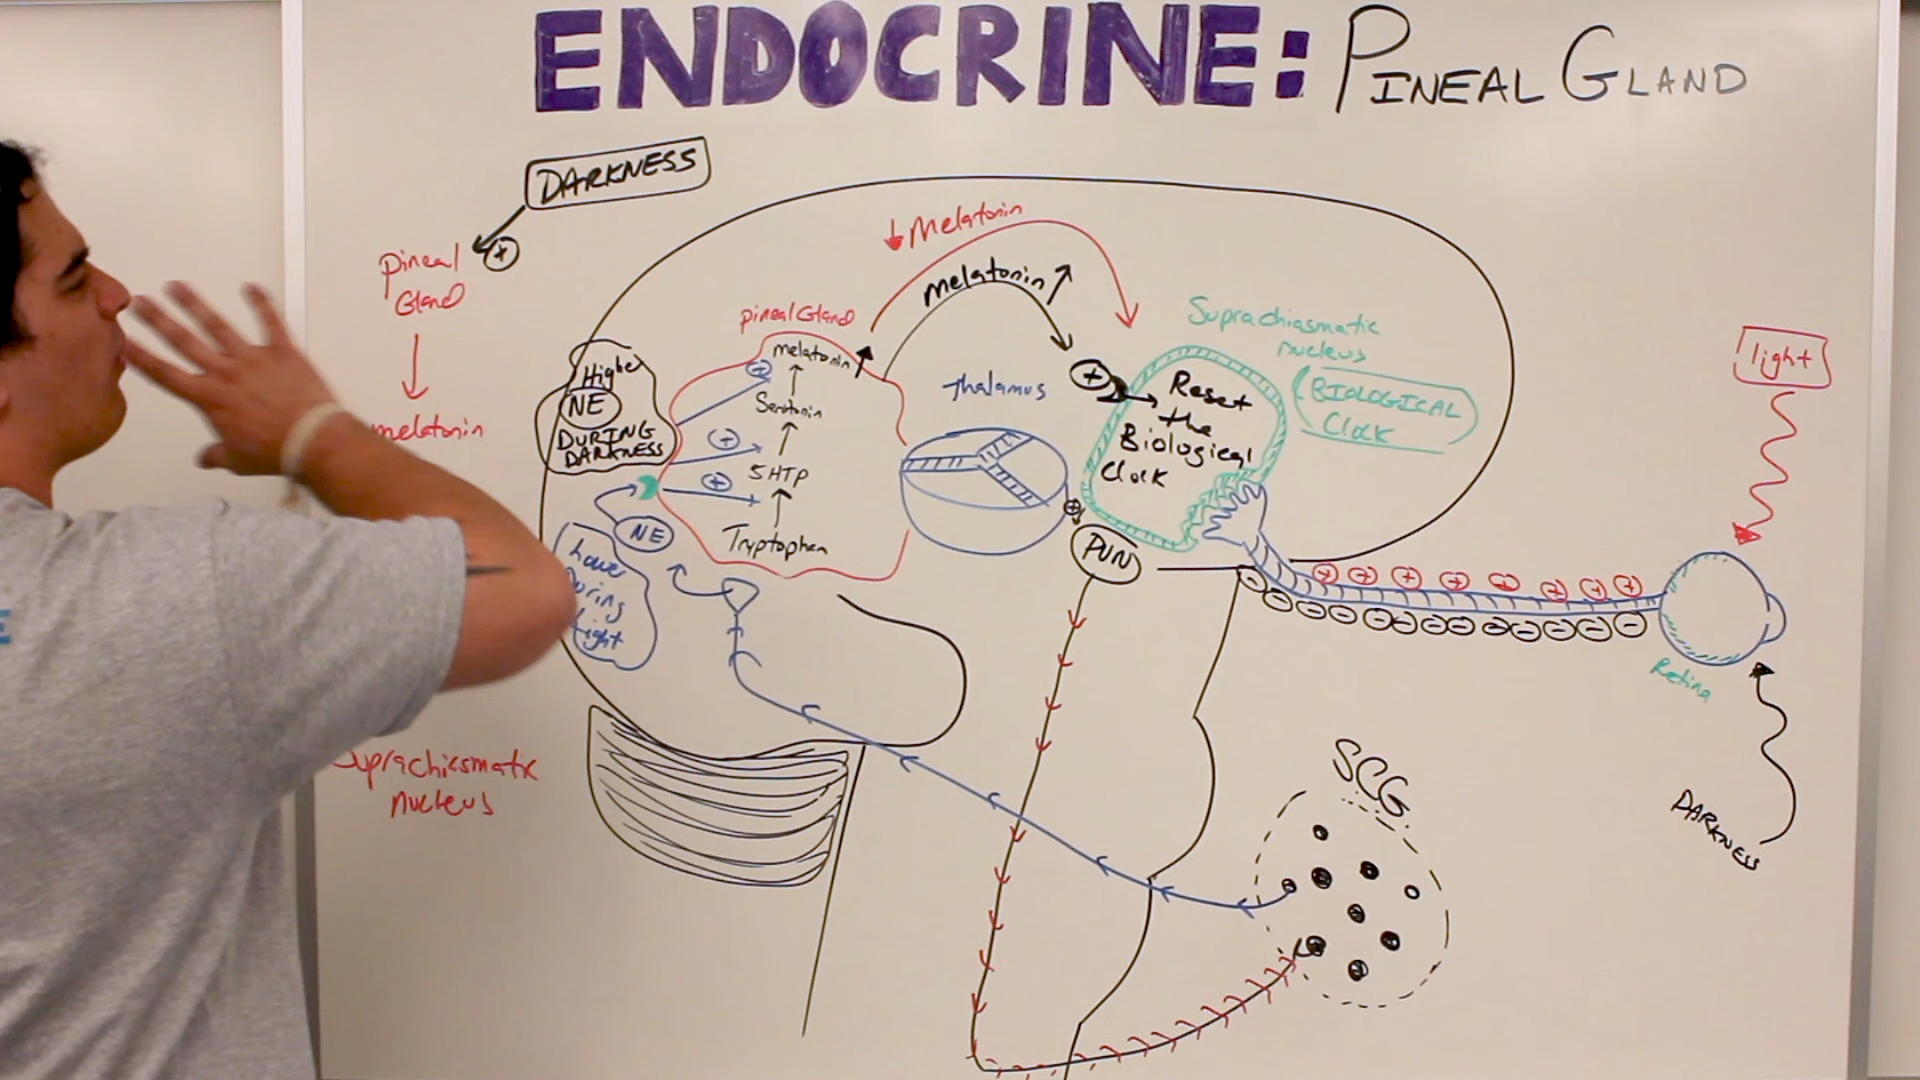 ENDOCRINE: PINEAL GLAND
DARKNESS
+
pineal
Gland
melatonin
Suprachiasmatic
nucleus
↓ Melatonin
melatonin ↑
pineal Gland
melatonin ↑
Serotonin
5HTP
Tryptophan
+
+
+
Higher
NE
DURING
DARKNESS
NE
Lower
During
light
thalamus
Suprachiasmatic
nucleus
(BIOLOGICAL
Clock
+
Reset
the
Biological
Clock
+
PVN
light
+ + + + + + + +
- - - - - - - - - - - - -
Retina
DARKNESS
SCG